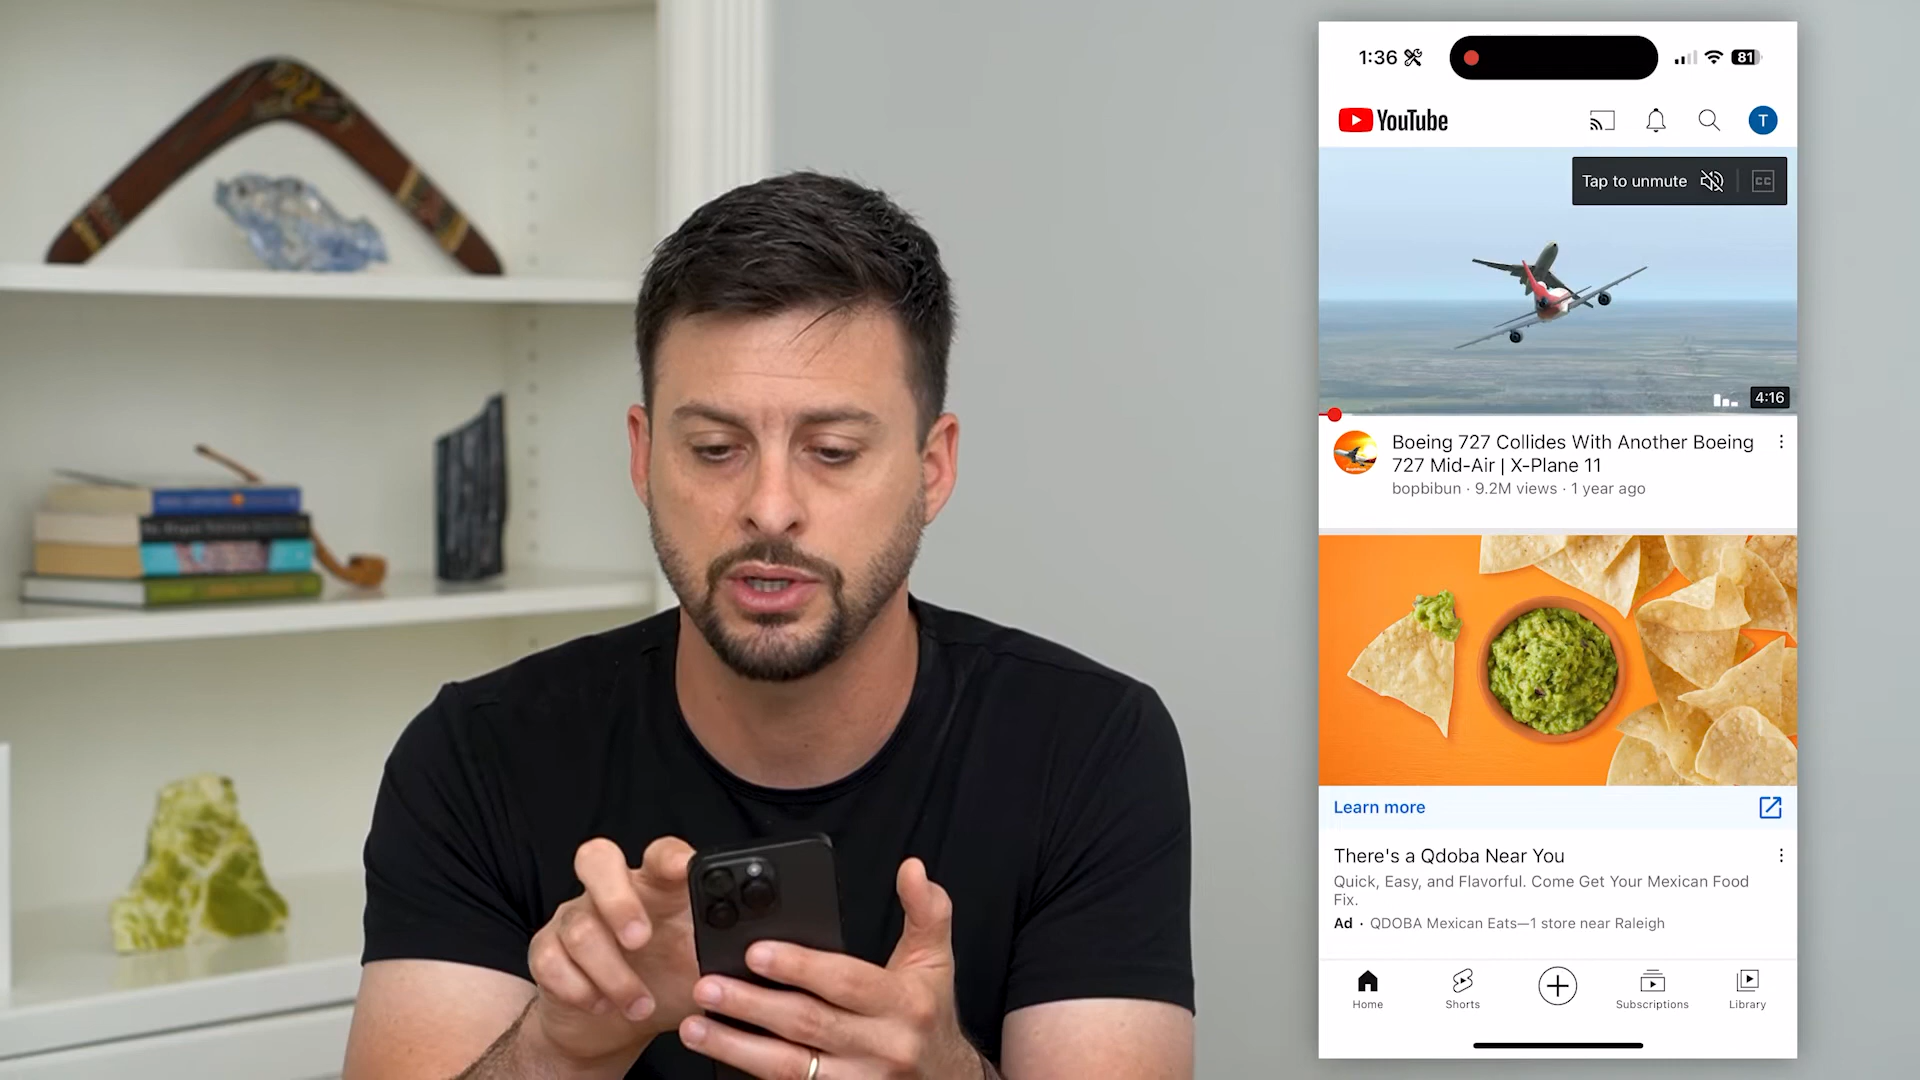 1:36
81
YouTube
T
Tap to unmute
CC
4:16
Boeing 727 Collides With Another Boeing
727 Mid-Air | X-Plane 11
bopbibun · 9.2M views · 1 year ago
Learn more
There's a Qdoba Near You
Quick, Easy, and Flavorful. Come Get Your Mexican Food
Fix.
Ad · QDOBA Mexican Eats—1 store near Raleigh
Home
Shorts
Subscriptions
Library